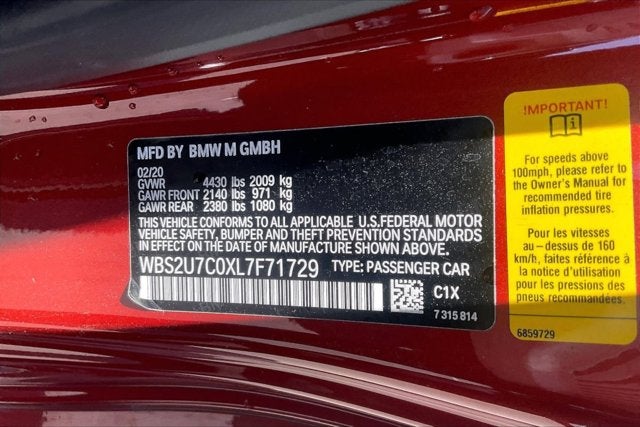 MFD BY BMW M GMBH
02/20
GVWR 4430 lbs 2009 kg
GAWR FRONT 2140 lbs 971 kg
GAWR REAR 2380 lbs 1080 kg
THIS VEHICLE CONFORMS TO ALL APPLICABLE U.S.FEDERAL MOTOR
VEHICLE SAFETY, BUMPER AND THEFT PREVENTION STANDARDS
IN EFFECT ON THE DATE OF MANUFACTURE SHOWN ABOVE.
WBS2U7C0XL7F71729 TYPE: PASSENGER CAR
C1X
7 315 814
!MPORTANT!
For speeds above
100mph, please refer to
the Owner's Manual for
recommended tire
inflation pressures.
Pour les vitesses
au-dessus de 160
km/h, faites référence à
la notice d'utilisation
pour les pressions des
pneus recommandées.
6859729